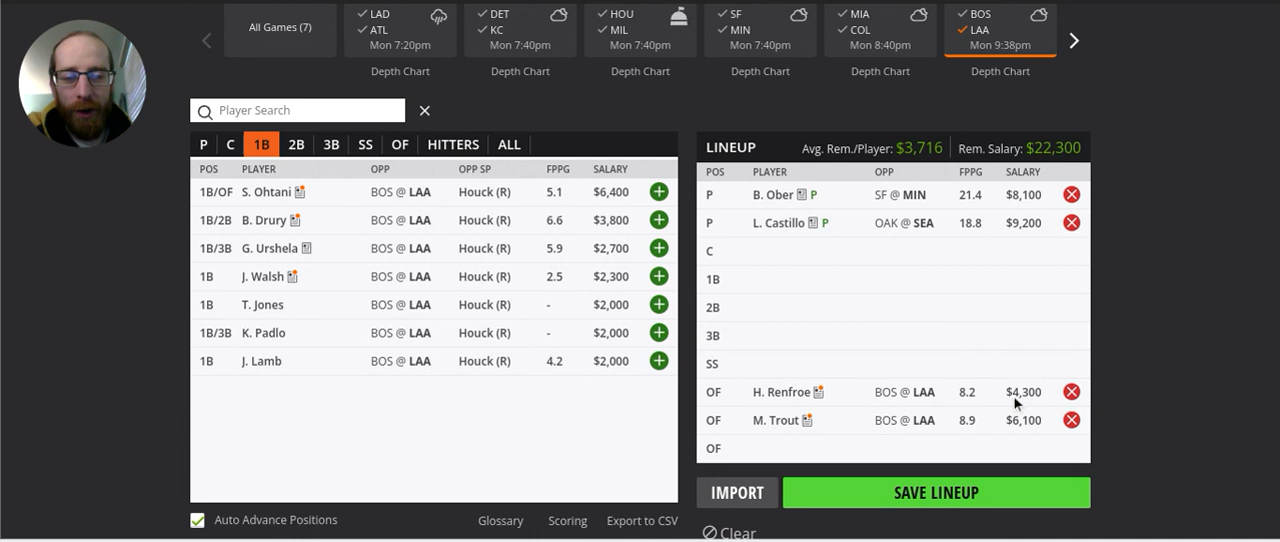 All Games (7)
LAD
ATL
Mon 7:20pm
DET
KC
Mon 7:40pm
HOU
MIL
Mon 7:40pm
SF
MIN
Mon 7:40pm
MIA
COL
Mon 8:40pm
BOS
LAA
Mon 9:38pm
Depth Chart Depth Chart Depth Chart Depth Chart Depth Chart Depth Chart
Player Search
P C 1B 2B 3B SS OF HITTERS ALL
POS PLAYER OPP OPP SP FPPG SALARY
1B/OF S. Ohtani BOS @ LAA Houck (R) 5.1 $6,400
1B/2B B. Drury BOS @ LAA Houck (R) 6.6 $3,800
1B/3B G. Urshela BOS @ LAA Houck (R) 5.9 $2,700
1B J. Walsh BOS @ LAA Houck (R) 2.5 $2,300
1B T. Jones BOS @ LAA Houck (R) - $2,000
1B/3B K. Padlo BOS @ LAA Houck (R) - $2,000
1B J. Lamb BOS @ LAA Houck (R) 4.2 $2,000
Auto Advance Positions Glossary Scoring Export to CSV
LINEUP Avg. Rem./Player: $3,716 Rem. Salary: $22,300
POS PLAYER OPP FPPG SALARY
P B. Ober P SF @ MIN 21.4 $8,100
P L. Castillo P OAK @ SEA 18.8 $9,200
C
1B
2B
3B
SS
OF H. Renfroe BOS @ LAA 8.2 $4,300
OF M. Trout BOS @ LAA 8.9 $6,100
OF
IMPORT SAVE LINEUP
Clear